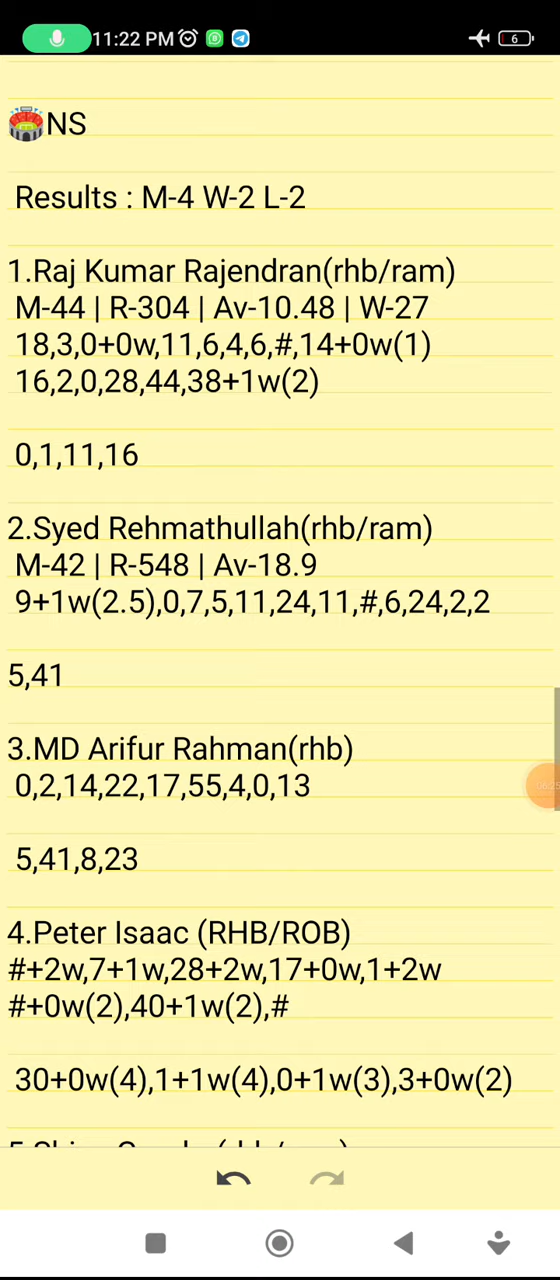 11:22 PM
6
NS
Results : M-4 W-2 L-2
1.Raj Kumar Rajendran(rhb/ram)
M-44 | R-304 | Av-10.48 | W-27
18,3,0+0w,11,6,4,6,#,14+0w(1)
16,2,0,28,44,38+1w(2)
0,1,11,16
2.Syed Rehmathullah(rhb/ram)
M-42 | R-548 | Av-18.9
9+1w(2.5),0,7,5,11,24,11,#,6,24,2,2
5,41
3.MD Arifur Rahman(rhb)
0,2,14,22,17,55,4,0,13
5,41,8,23
4.Peter Isaac (RHB/ROB)
#+2w,7+1w,28+2w,17+0w,1+2w
#+0w(2),40+1w(2),#
30+0w(4),1+1w(4),0+1w(3),3+0w(2)